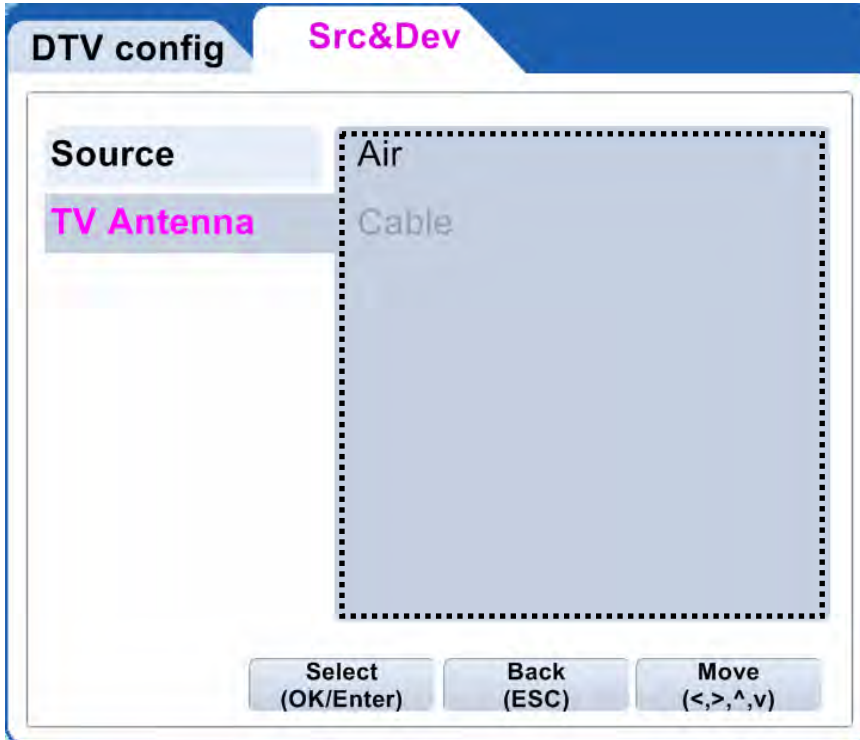 DTV config
Src&Dev
Source
Air
TV Antenna
Cable
Select
(OK/Enter)
Back
(ESC)
Move
(<,>,^,v)